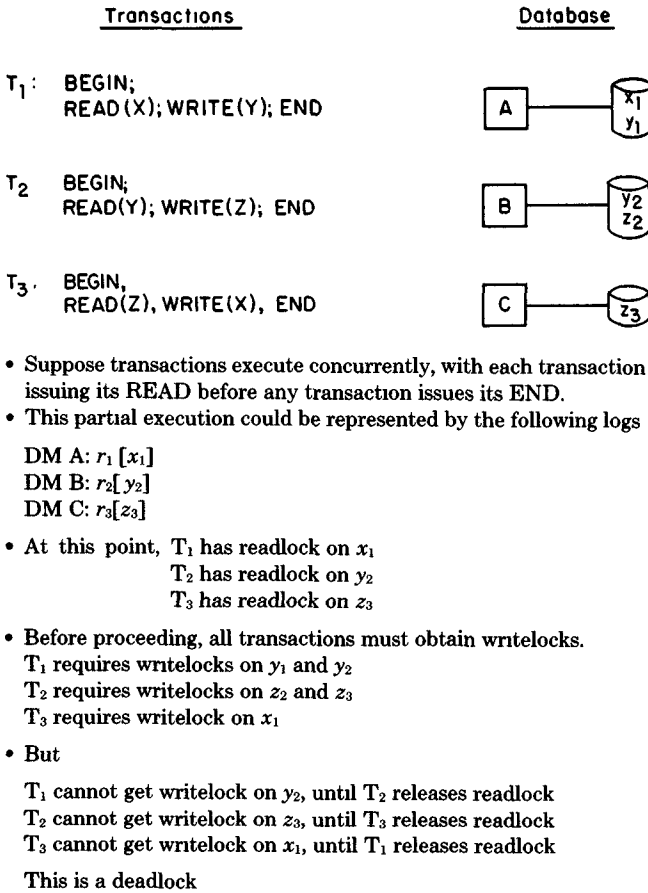 Transactions Database
T₁: BEGIN;
READ(X); WRITE(Y); END
A
x₁
y₁
T₂ BEGIN;
READ(Y); WRITE(Z); END
B
y₂
z₂
T₃. BEGIN,
READ(Z), WRITE(X), END
C
z₃
• Suppose transactions execute concurrently, with each transaction
issuing its READ before any transaction issues its END.
• This partial execution could be represented by the following logs
DM A: r₁ [x₁]
DM B: r₂[y₂]
DM C: r₃[z₃]
• At this point, T₁ has readlock on x₁
T₂ has readlock on y₂
T₃ has readlock on z₃
• Before proceeding, all transactions must obtain writelocks.
T₁ requires writelocks on y₁ and y₂
T₂ requires writelocks on z₂ and z₃
T₃ requires writelock on x₁
• But
T₁ cannot get writelock on y₂, until T₂ releases readlock
T₂ cannot get writelock on z₃, until T₃ releases readlock
T₃ cannot get writelock on x₁, until T₁ releases readlock
This is a deadlock